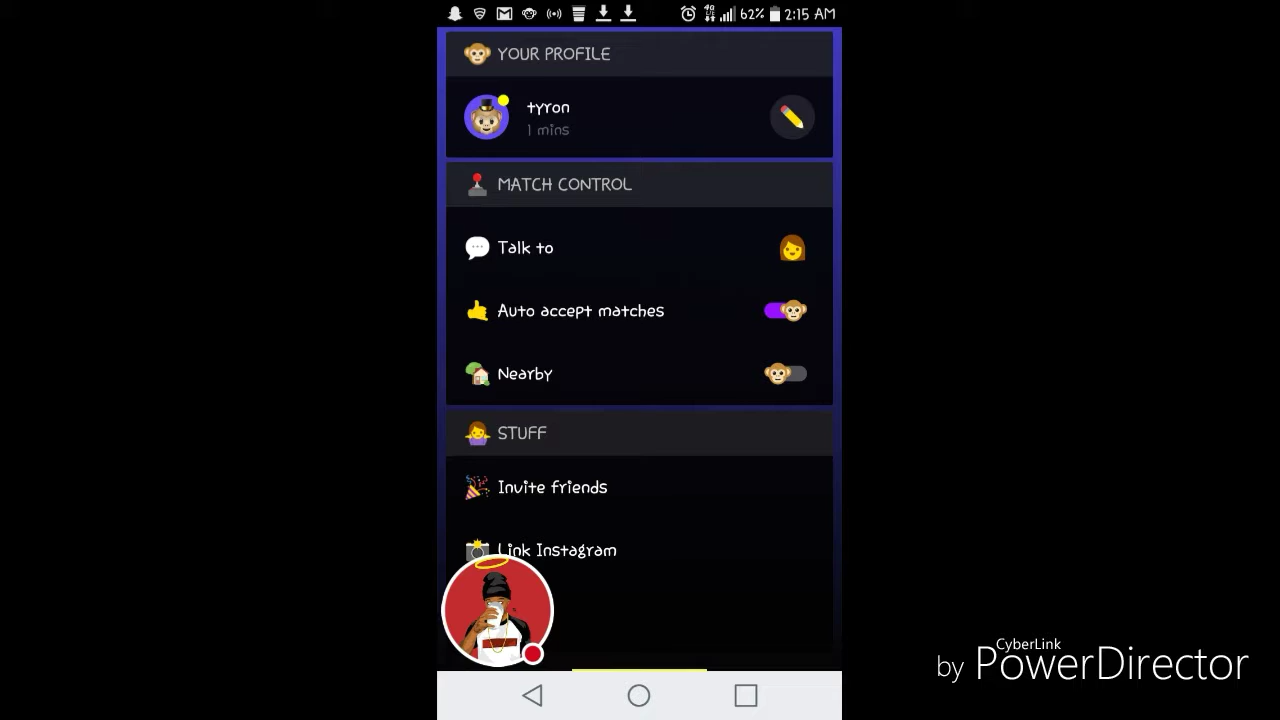 4G
62%
2:15 AM
YOUR PROFILE
tyron
1 mins
MATCH CONTROL
Talk to
Auto accept matches
Nearby
STUFF
Invite friends
Link Instagram
CyberLink
by PowerDirector